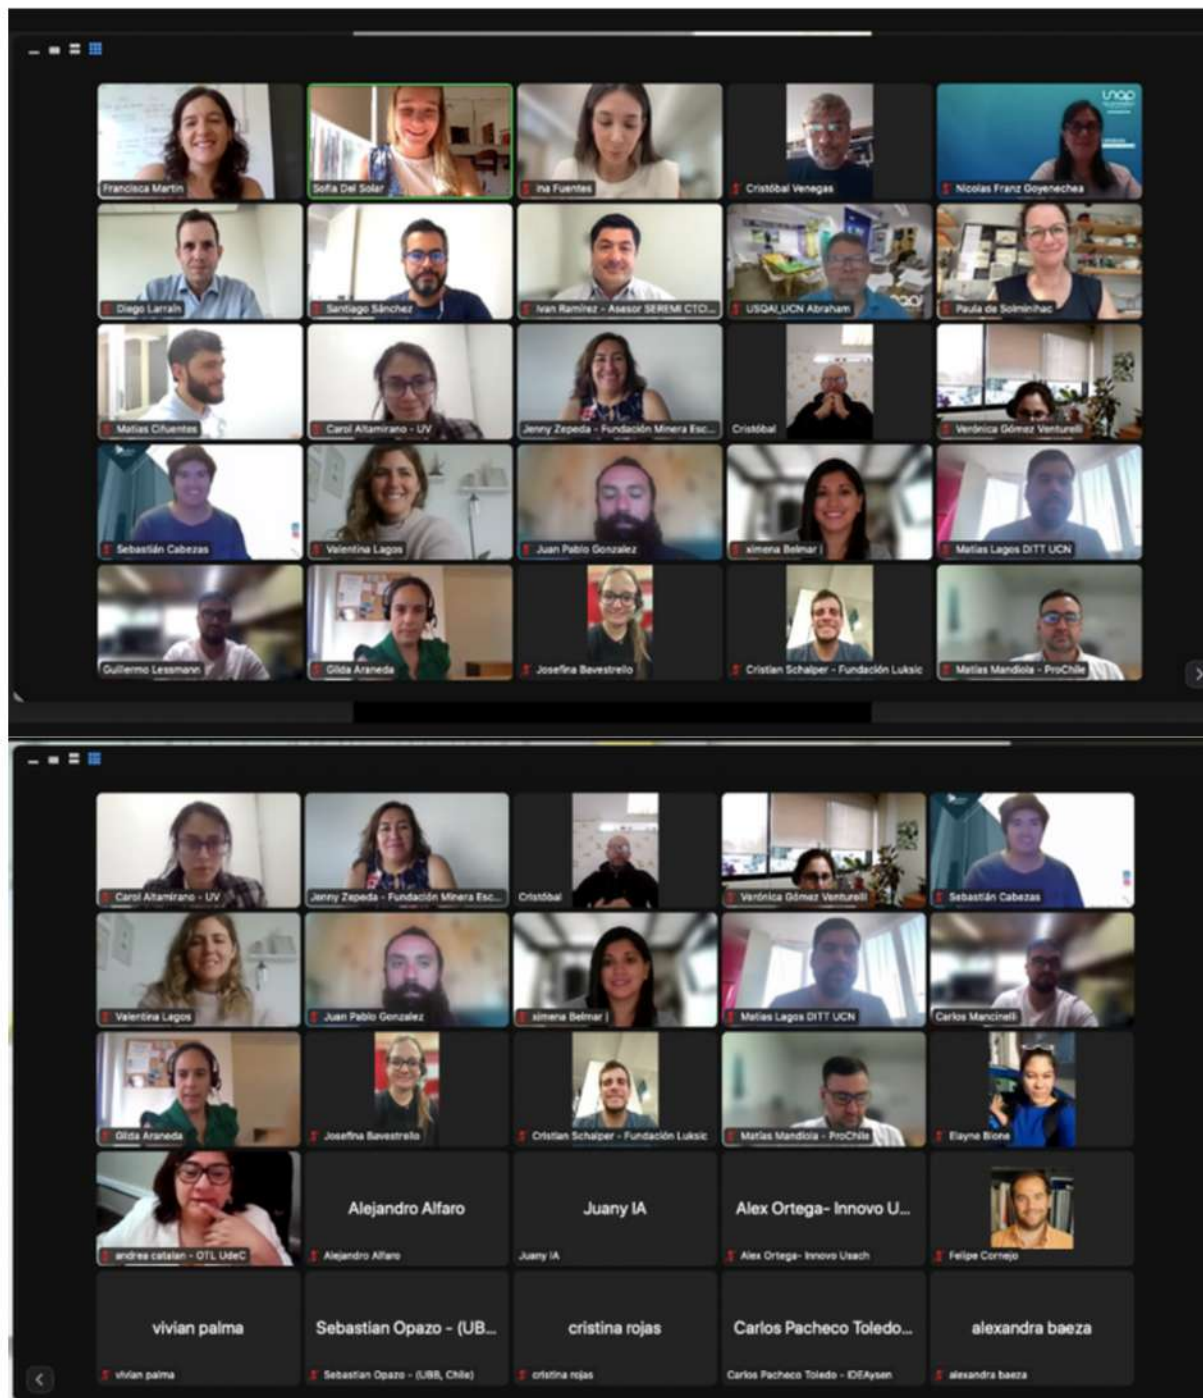 Francisca Martin
Sofia Del Solar
ina Fuentes
Cristóbal Venegas
unap
Nicolas Franz Goyenechea
Diego Larrain
Santiago Sánchez
Ivan Ramirez - Asesor SEREMI CTCI...
USQAI_UCN Abraham
Paula de Solminihac
Matias Cifuentes
Carol Altamirano - UV
Jenny Zepeda - Fundación Minera Esc...
Cristóbal
Verónica Gómez Venturelli
Sebastián Cabezas
Valentina Lagos
Juan Pablo Gonzalez
ximena Belmar |
Matías Lagos DITT UCN
Guillermo Lessmann
Gilda Araneda
Josefina Bavestrello
Cristian Schalper - Fundación Luksic
Matías Mandiola - ProChile
Carol Altamirano - UV
Jenny Zepeda - Fundación Minera Esc...
Cristóbal
Verónica Gómez Venturelli
Sebastián Cabezas
Valentina Lagos
Juan Pablo Gonzalez
ximena Belmar |
Matías Lagos DITT UCN
Carlos Mancinelli
Gilda Araneda
Josefina Bavestrello
Cristian Schalper - Fundación Luksic
Matías Mandiola - ProChile
Elayne Bione
andrea catalan - OTL UdeC
Alejandro Alfaro
Alejandro Alfaro
Juany IA
Juany IA
Alex Ortega- Innovo U...
Alex Ortega- Innovo Usach
Felipe Cornejo
vivian palma
vivian palma
Sebastian Opazo - (UB...
Sebastian Opazo - (UBB, Chile)
cristina rojas
cristina rojas
Carlos Pacheco Toledo...
Carlos Pacheco Toledo - IDEAysen
alexandra baeza
alexandra baeza